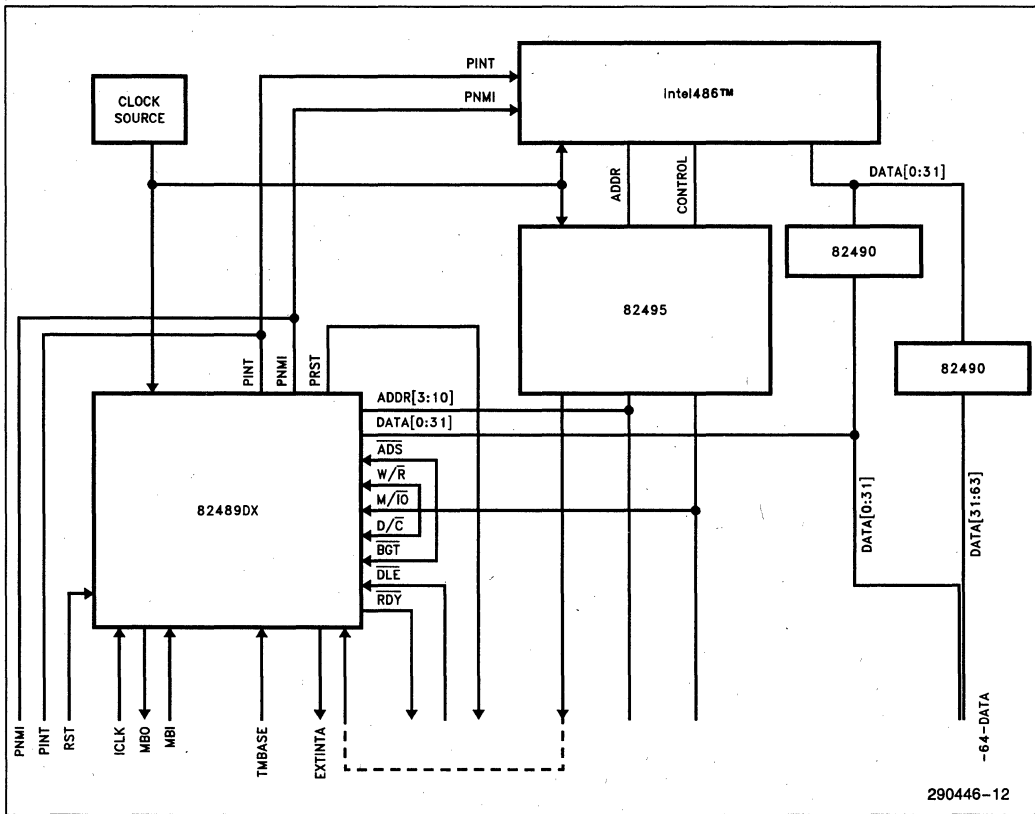 PINT
PNMI
Intel486™
CLOCK
SOURCE
ADDR
CONTROL
DATA[0:31]
82490
82495
82490
PINT
PNMI
PRST
ADDR[3:10]
DATA[0:31]
ADS
W/R
M/IO
D/C
BGT
DLE
RDY
82489DX
DATA[0:31]
DATA[31:63]
PNMI
PINT
RST
ICLK
MBO
MBI
TMBASE
EXTINTA
-64-DATA
290446-12